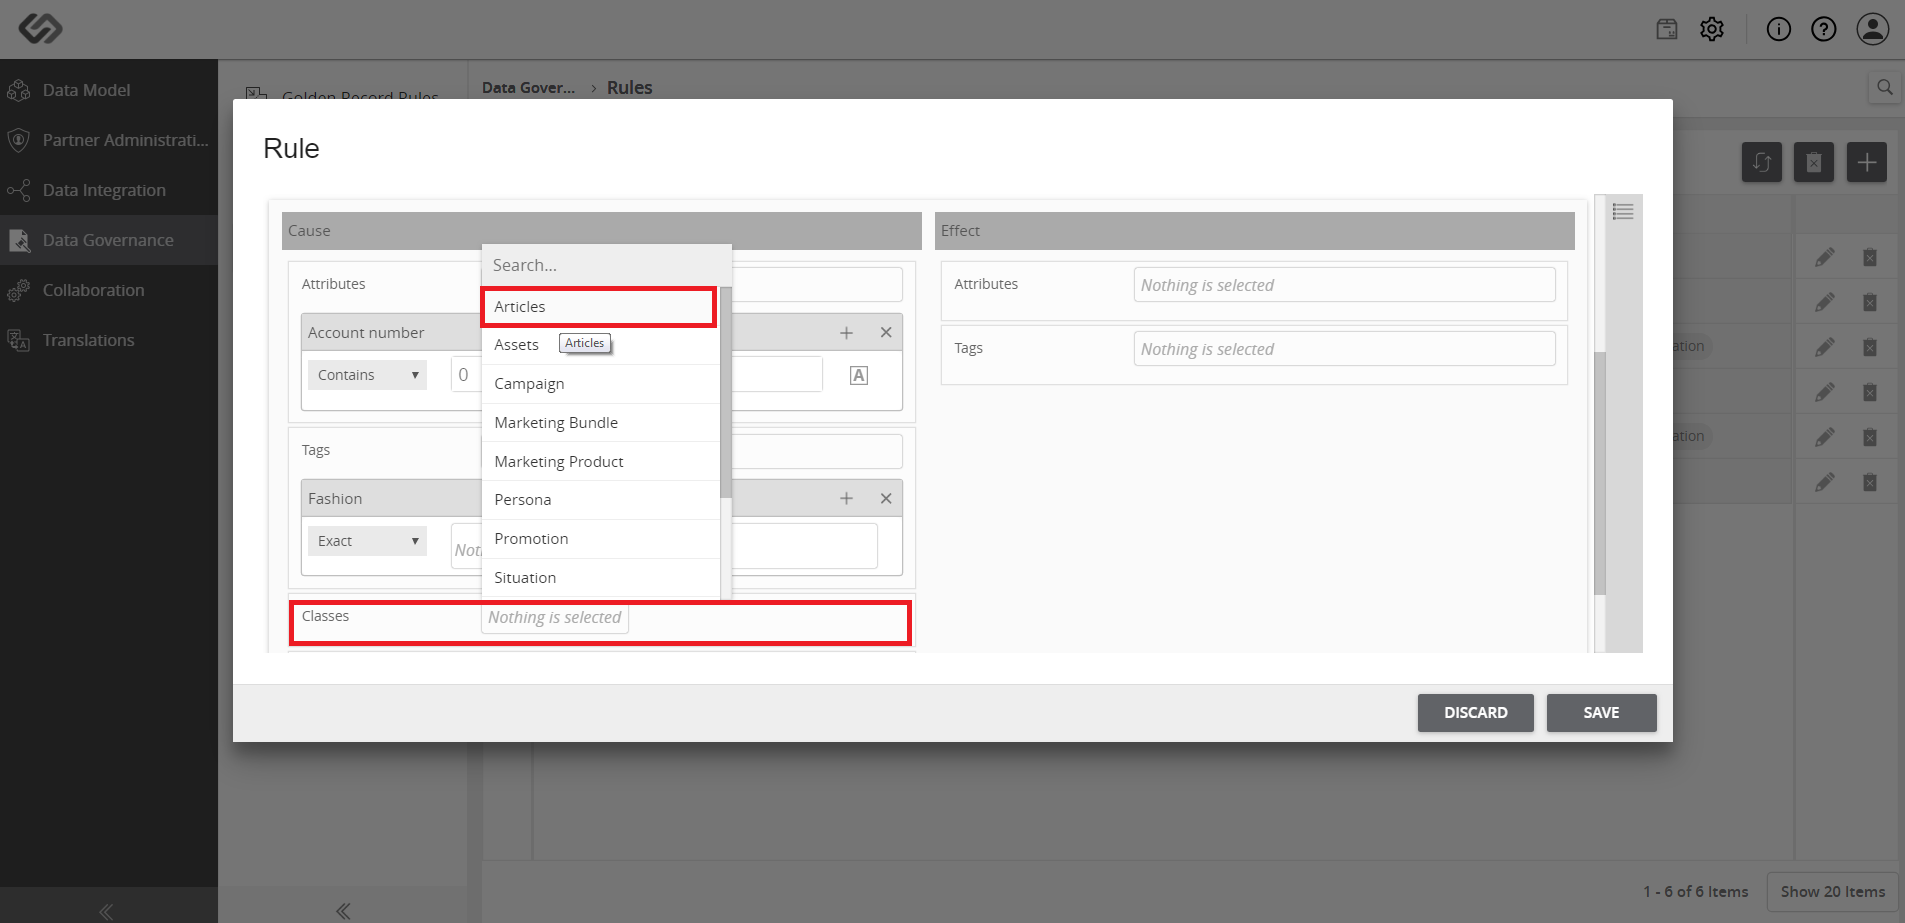 Data Model
Partner Administrati...
Data Integration
Data Governance
Collaboration
Translations
Golden Record Rules
Data Gover... › Rules
Rule
Cause
Effect
Search...
Attributes
Nothing is selected
Attributes
Articles
Account number
Assets
Articles
Tags
Nothing is selected
Contains
0
A
Campaign
Marketing Bundle
Tags
Marketing Product
Fashion
Persona
Exact
Not
Promotion
Situation
Classes
Nothing is selected
ation
ation
DISCARD
SAVE
1 - 6 of 6 Items
Show 20 Items